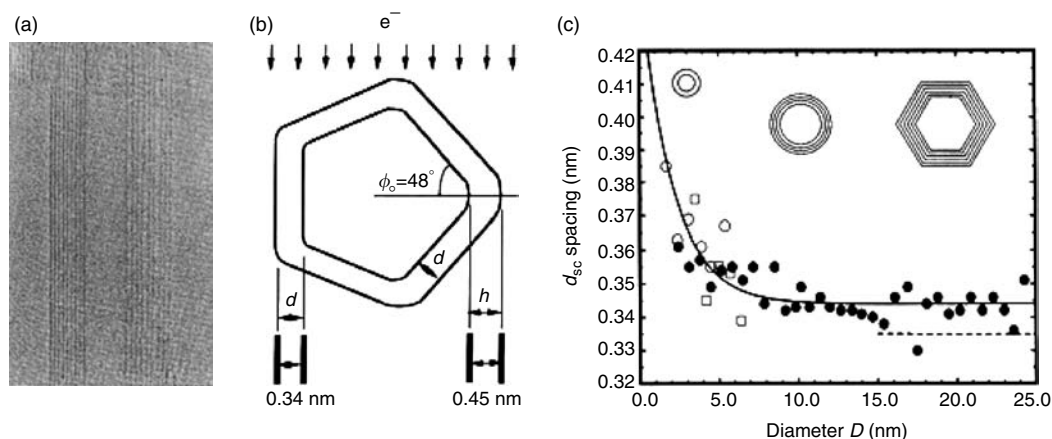 (a)
(b)
e⁻
ϕₒ=48°
d
d
h
0.34 nm
0.45 nm
(c)
d_sc spacing (nm)
0.42
0.41
0.40
0.39
0.38
0.37
0.36
0.35
0.34
0.33
0.32
0.0
5.0
10.0
15.0
20.0
25.0
Diameter D (nm)